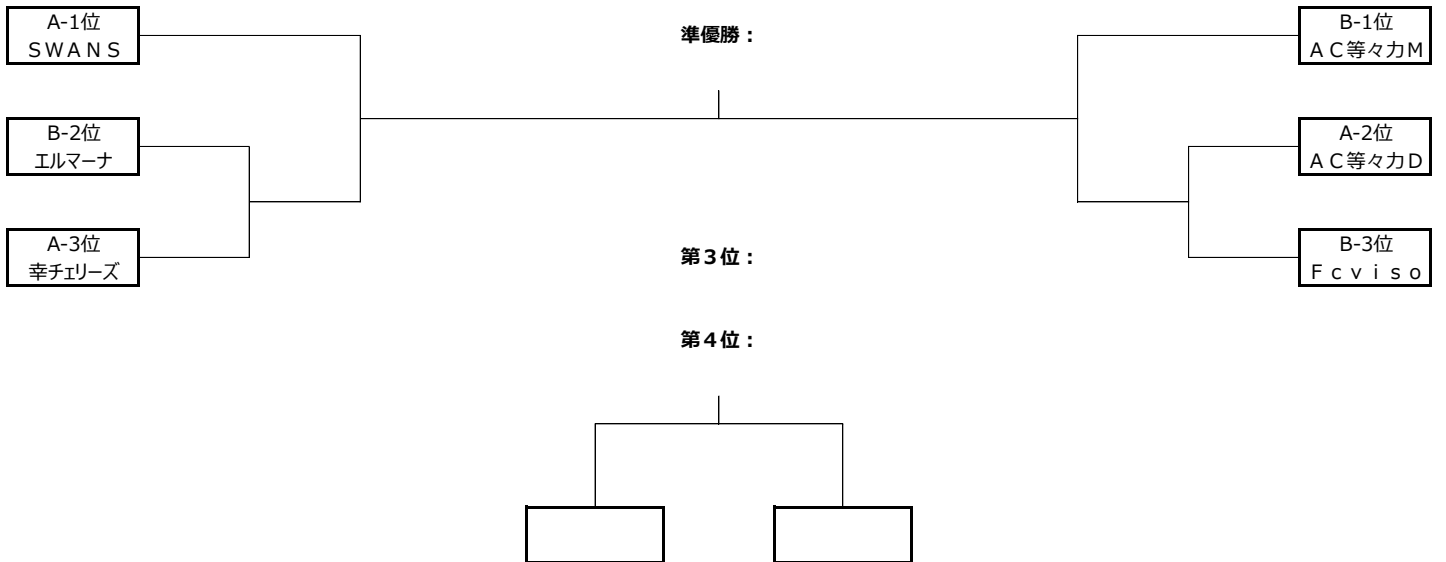 A-1位
ＳＷＡＮＳ
準優勝：
B-1位
ＡＣ等々力Ｍ
B-2位
エルマーナ
A-2位
ＡＣ等々力Ｄ
A-3位
幸チェリーズ
第３位：
B-3位
Ｆｃｖｉｓｏ
第４位：